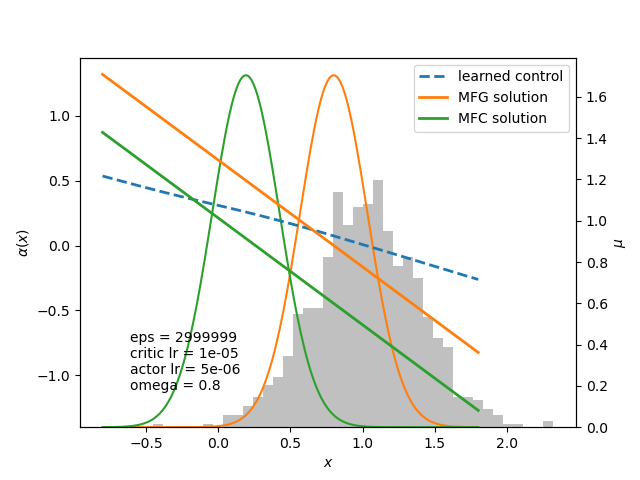 learned control
MFG solution
MFC solution
eps = 2999999
critic lr = 1e-05
actor lr = 5e-06
omega = 0.8
α(x)
1.0
0.5
0.0
−0.5
−1.0
−0.5
0.0
0.5
1.0
1.5
2.0
x
1.6
1.4
1.2
1.0
0.8
0.6
0.4
0.2
0.0
μ